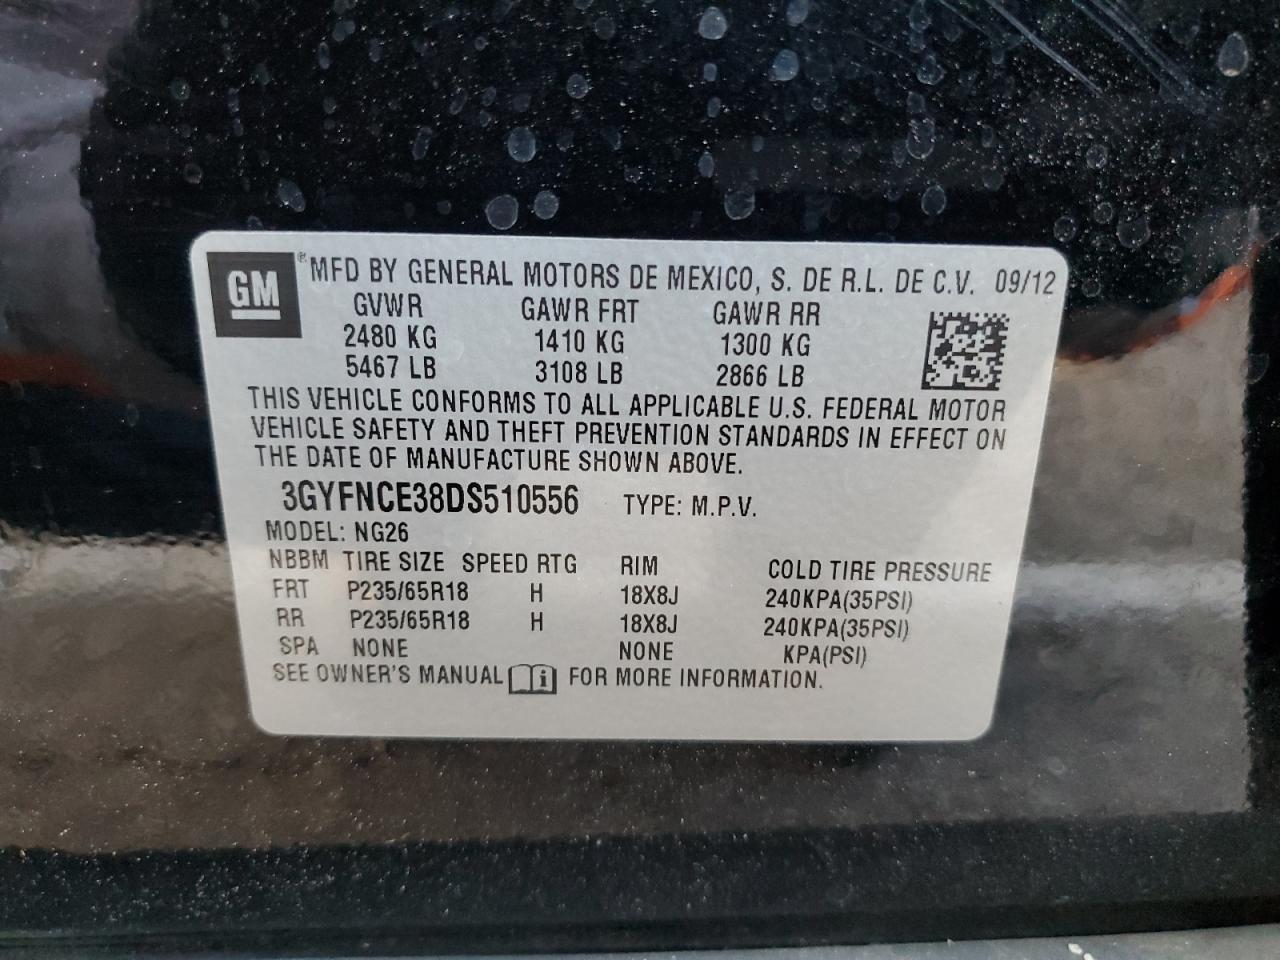 GM ® MFD BY GENERAL MOTORS DE MEXICO, S. DE R.L. DE C.V. 09/12
GVWR GAWR FRT GAWR RR
2480 KG 1410 KG 1300 KG
5467 LB 3108 LB 2866 LB
THIS VEHICLE CONFORMS TO ALL APPLICABLE U.S. FEDERAL MOTOR
VEHICLE SAFETY AND THEFT PREVENTION STANDARDS IN EFFECT ON
THE DATE OF MANUFACTURE SHOWN ABOVE.
3GYFNCE38DS510556 TYPE: M.P.V.
MODEL: NG26
NBBM TIRE SIZE SPEED RTG RIM COLD TIRE PRESSURE
FRT P235/65R18 H 18X8J 240KPA(35PSI)
RR P235/65R18 H 18X8J 240KPA(35PSI)
SPA NONE NONE KPA(PSI)
SEE OWNER'S MANUAL i FOR MORE INFORMATION.